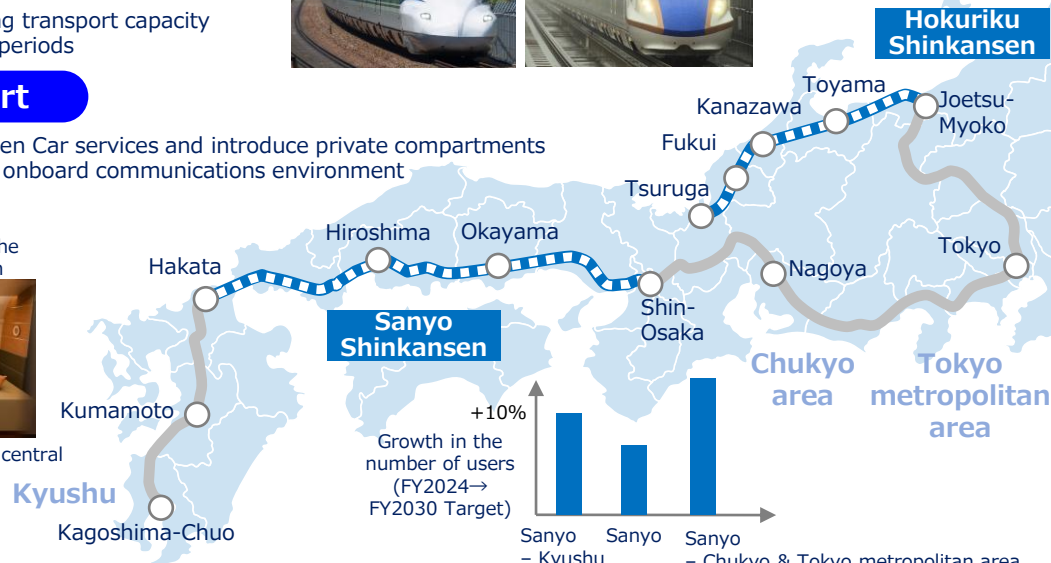 ng transport capacity
periods
rt
en Car services and introduce private compartments
onboard communications environment
he
n
central
Hokuriku
Shinkansen
Toyama
Kanazawa
Joetsu-
Myoko
Fukui
Tsuruga
Hiroshima
Okayama
Hakata
Tokyo
Nagoya
Shin-
Osaka
Sanyo
Shinkansen
Chukyo
area
Tokyo
metropolitan
area
Kumamoto
Kyushu
Kagoshima-Chuo
+10%
Growth in the
number of users
(FY2024→
FY2030 Target)
Sanyo
– Kyushu
Sanyo
Sanyo
– Chukyo & Tokyo metropolitan area